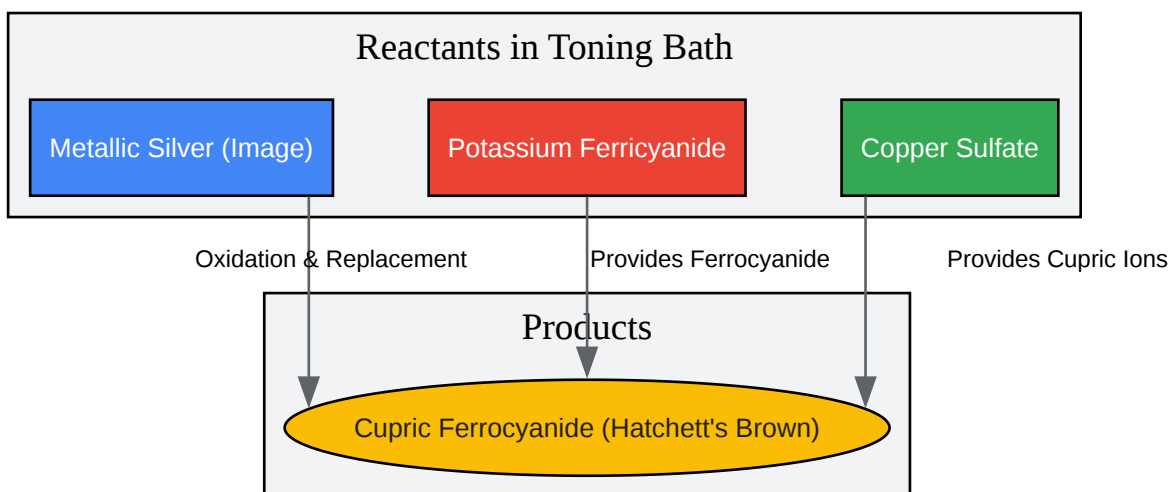 Reactants in Toning Bath
Metallic Silver (Image)
Potassium Ferricyanide
Copper Sulfate
Oxidation & Replacement
Provides Ferrocyanide
Provides Cupric Ions
Products
Cupric Ferrocyanide (Hatchett's Brown)